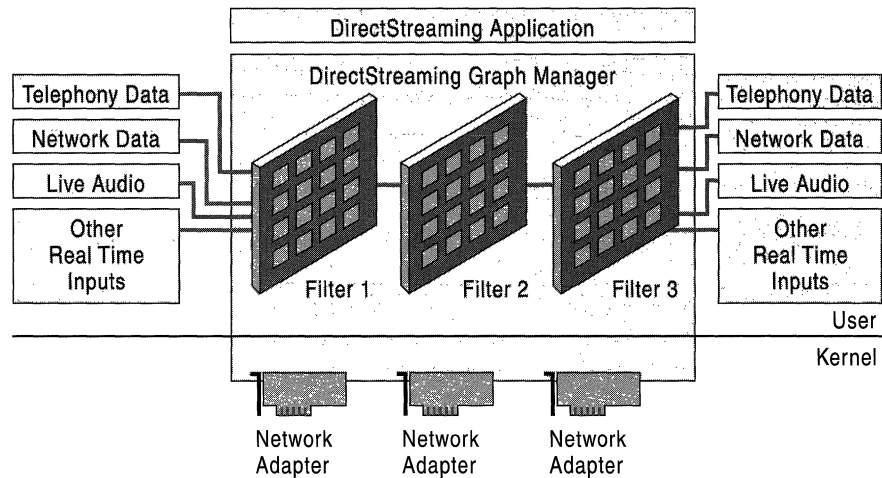 DirectStreaming Application
DirectStreaming Graph Manager
Telephony Data
Network Data
Live Audio
Other
Real Time
Inputs
Filter 1
Filter 2
Filter 3
Telephony Data
Network Data
Live Audio
Other
Real Time
Inputs
User
Kernel
Network
Adapter
Network
Adapter
Network
Adapter